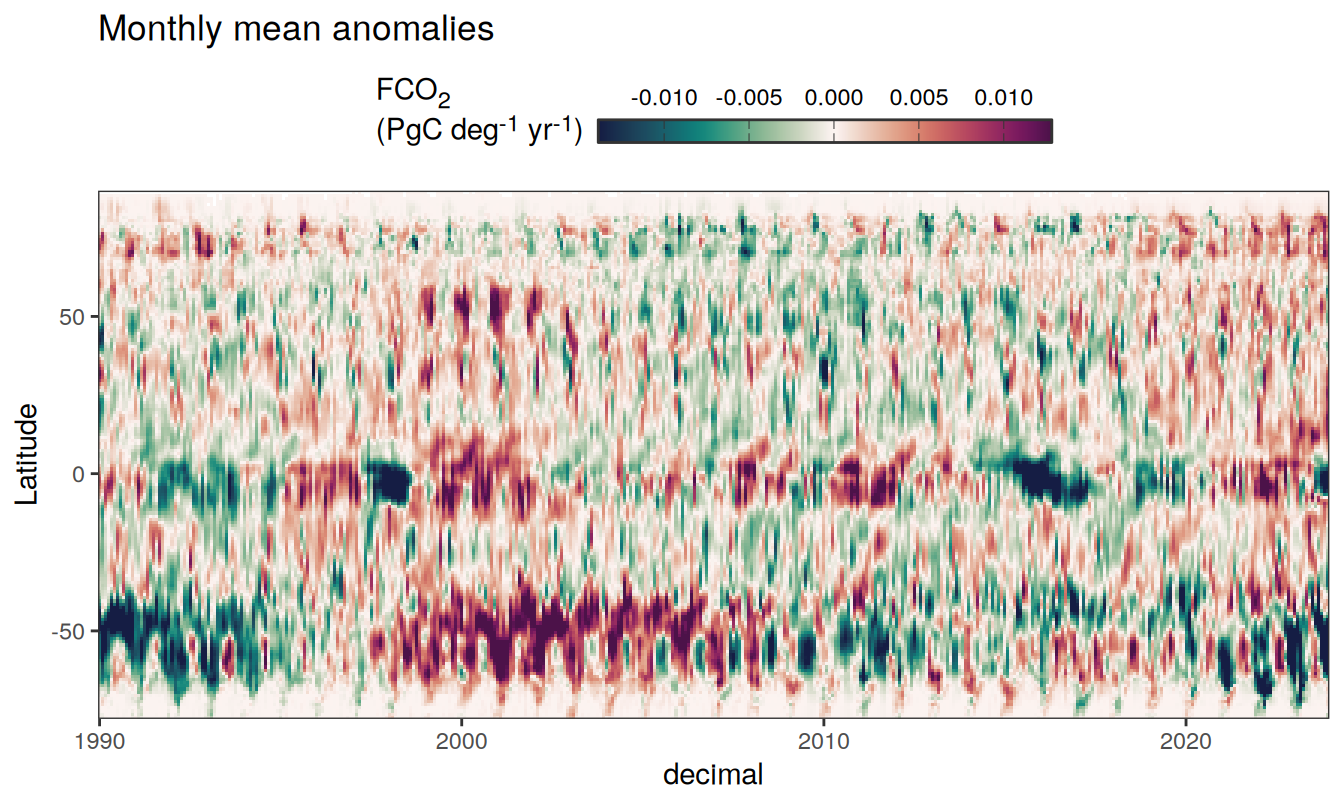 Monthly mean anomalies
FCO₂
(PgC deg⁻¹ yr⁻¹)
-0.010 -0.005 0.000 0.005 0.010
Latitude
50
0
-50
1990 2000 2010 2020
decimal